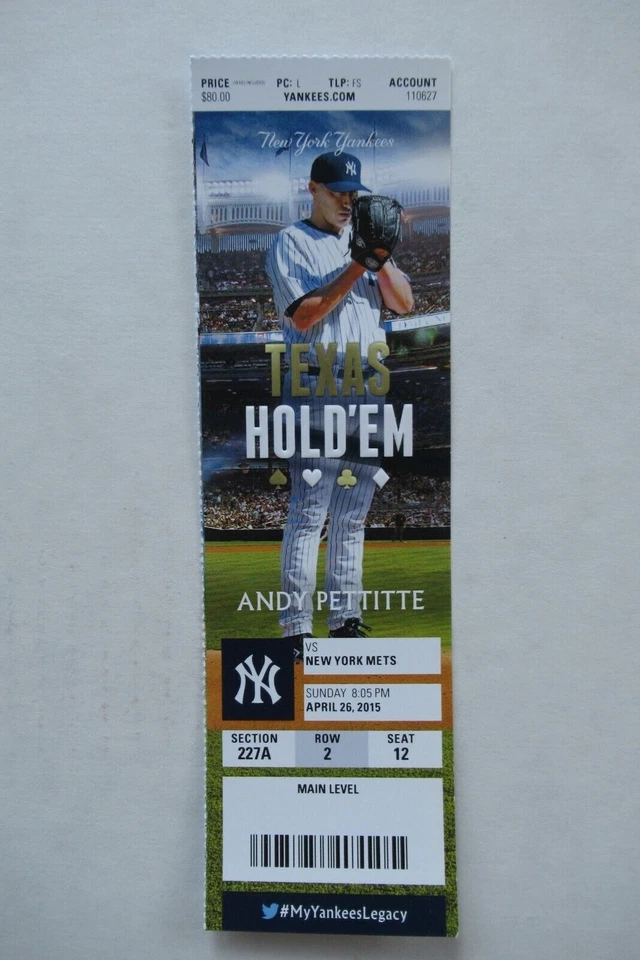 PRICE PC: L TLP: FS ACCOUNT
$80.00 YANKEES.COM 110627
New York Yankees
NY
TEXAS
HOLD'EM
ANDY PETTITTE
VS
NEW YORK METS
SUNDAY 8:05 PM
APRIL 26, 2015
NY
SECTION ROW SEAT
227A 2 12
MAIN LEVEL
#MyYankeesLegacy